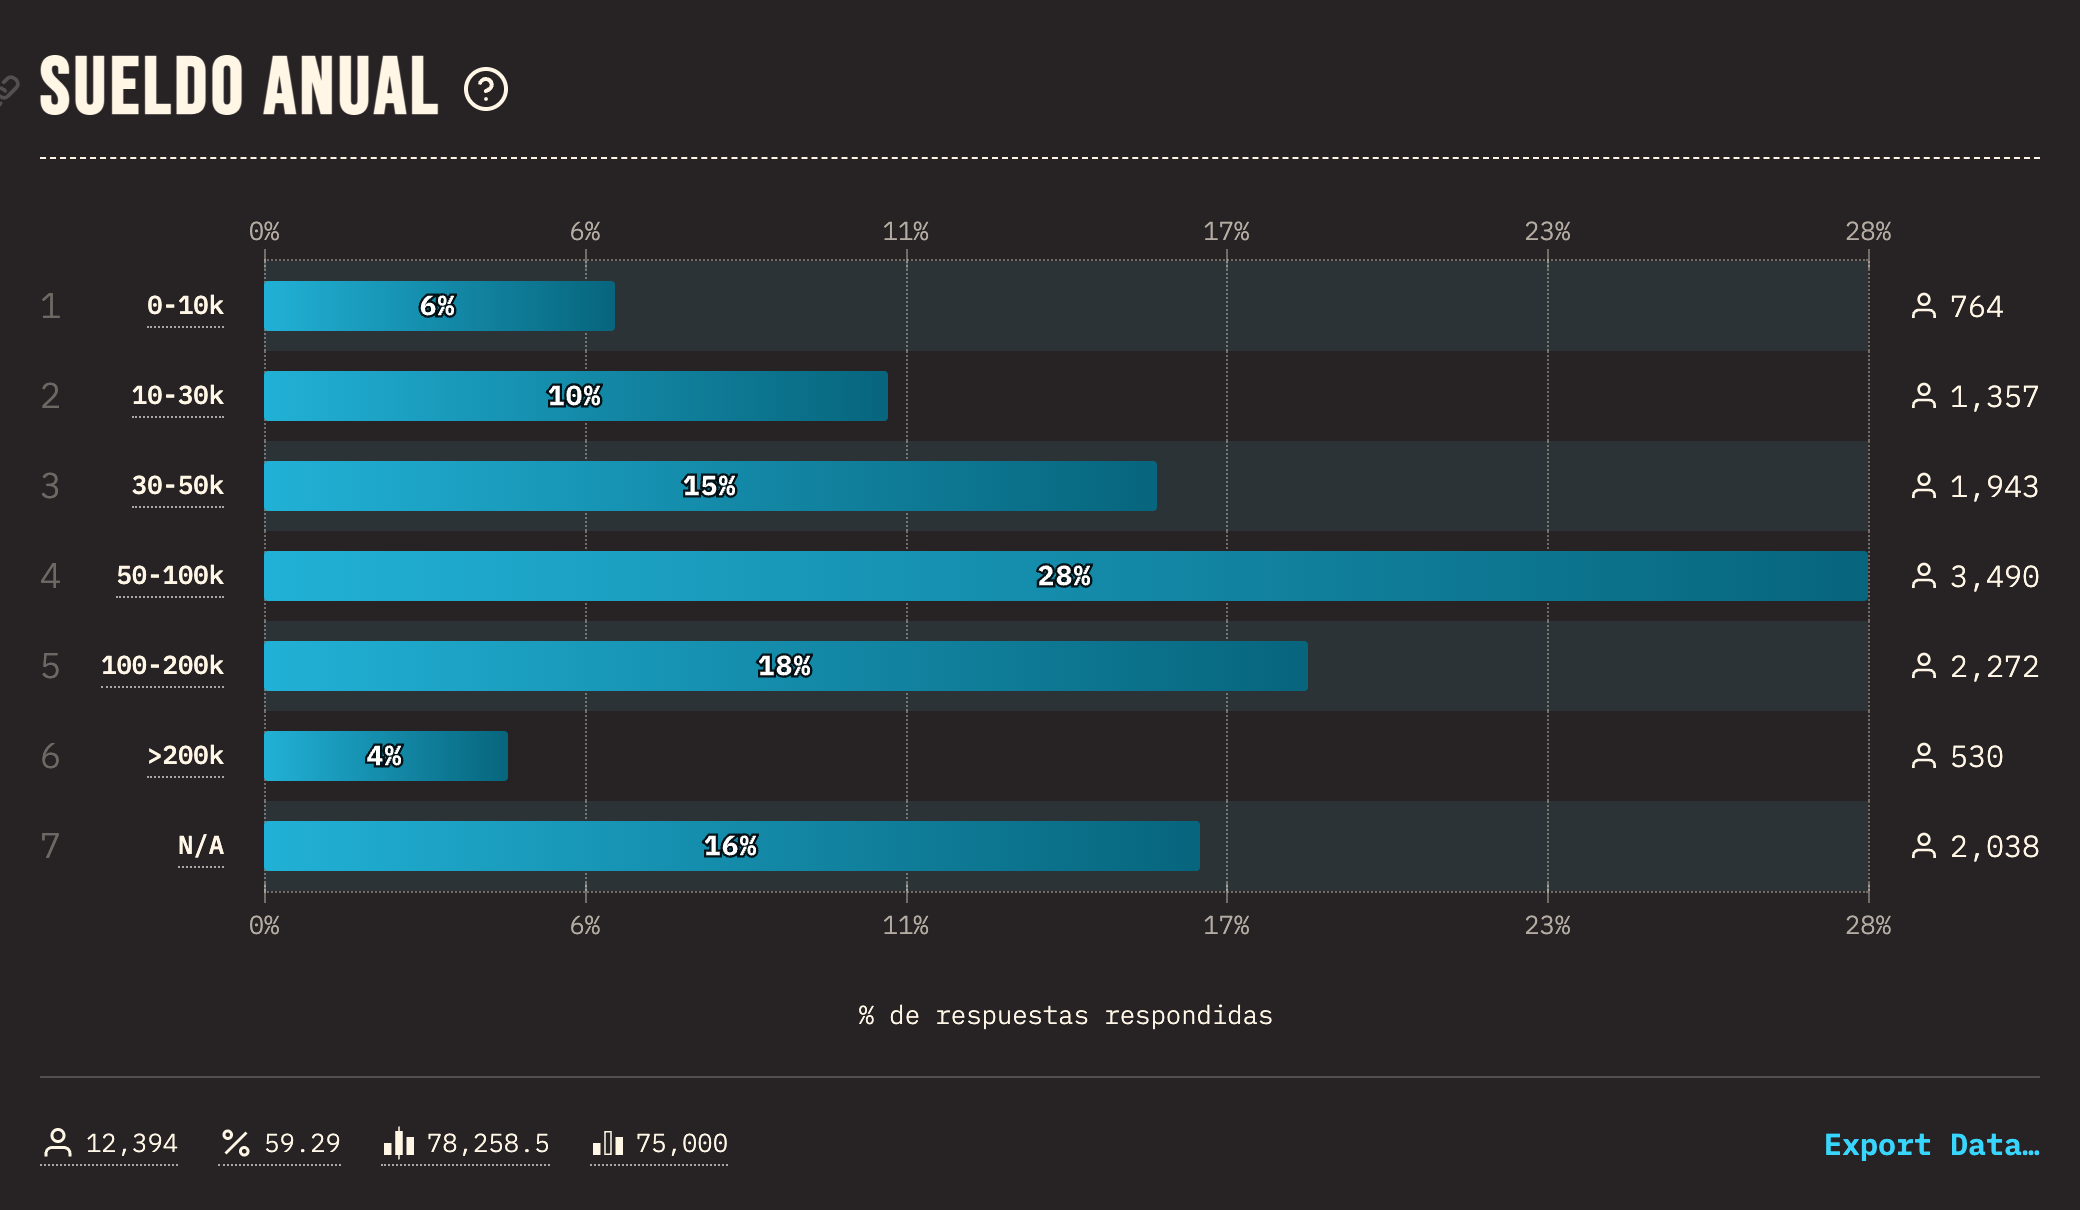 SUELDO ANUAL ?
0% 6% 11% 17% 23% 28%
1 0-10k 6% 764
2 10-30k 10% 1,357
3 30-50k 15% 1,943
4 50-100k 28% 3,490
5 100-200k 18% 2,272
6 >200k 4% 530
7 N/A 16% 2,038
0% 6% 11% 17% 23% 28%
% de respuestas respondidas
12,394 % 59.29 78,258.5 75,000 Export Data…